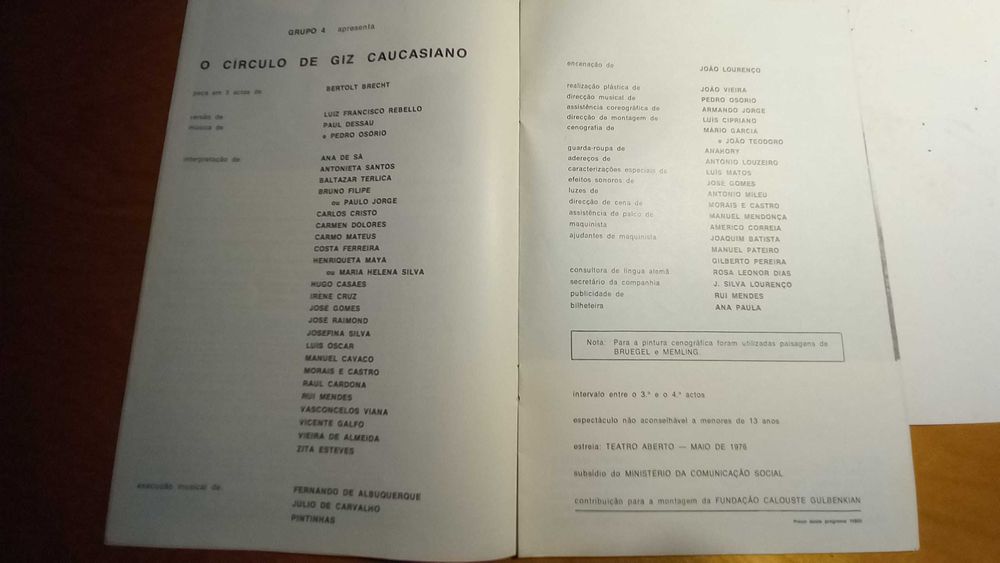 GRUPO 4 apresenta
O CÍRCULO DE GIZ CAUCASIANO
peça em 5 actos de BERTOLT BRECHT
versão de LUIZ FRANCISCO REBELLO
música de PAUL DESSAU
e PEDRO OSÓRIO
interpretação de ANA DE SÁ
ANTONIETA SANTOS
BALTAZAR TERLICA
BRUNO FILIPE
ou PAULO JORGE
CARLOS CRISTO
CARMEN DOLORES
CARMO MATEUS
COSTA FERREIRA
HENRIQUETA MAYA
ou MARIA HELENA SILVA
HUGO CASAES
IRENE CRUZ
JOSÉ GOMES
JOSÉ RAIMOND
JOSEFINA SILVA
LUÍS OSCAR
MANUEL CAVACO
MORAIS E CASTRO
RAUL CARDONA
RUI MENDES
VASCONCELOS VIANA
VICENTE GALFO
VIEIRA DE ALMEIDA
ZITA ESTEVES
execução musical de FERNANDO DE ALBUQUERQUE
JÚLIO DE CARVALHO
PINTINHAS
encenação de JOÃO LOURENÇO
realização plástica de JOÃO VIEIRA
direcção musical de PEDRO OSÓRIO
assistência coreográfica de ARMANDO JORGE
direcção de montagem de LUÍS CIPRIANO
cenografia de MÁRIO GARCIA
e JOÃO TEODORO
guarda-roupa de ANAHORY
adereços de ANTÓNIO LOUZEIRO
caracterizações especiais de LUÍS MATOS
efeitos sonoros de JOSÉ GOMES
luzes de ANTÓNIO MILEU
direcção de cena de MORAIS E CASTRO
assistência de palco de MANUEL MENDONÇA
maquinista AMÉRICO CORREIA
ajudantes de maquinista JOAQUIM BATISTA
MANUEL PATEIRO
GILBERTO PEREIRA
consultora de língua alemã ROSA LEONOR DIAS
secretário da companhia J. SILVA LOURENÇO
publicidade de RUI MENDES
bilheteira ANA PAULA
Nota: Para a pintura cenográfica foram utilizadas paisagens de
BRUEGEL e MEMLING.
intervalo entre o 3.º e o 4.º actos
espectáculo não aconselhável a menores de 13 anos
estreia: TEATRO ABERTO — MAIO DE 1976
subsídio do MINISTÉRIO DA COMUNICAÇÃO SOCIAL
contribuição para a montagem da FUNDAÇÃO CALOUSTE GULBENKIAN
Preço deste programa